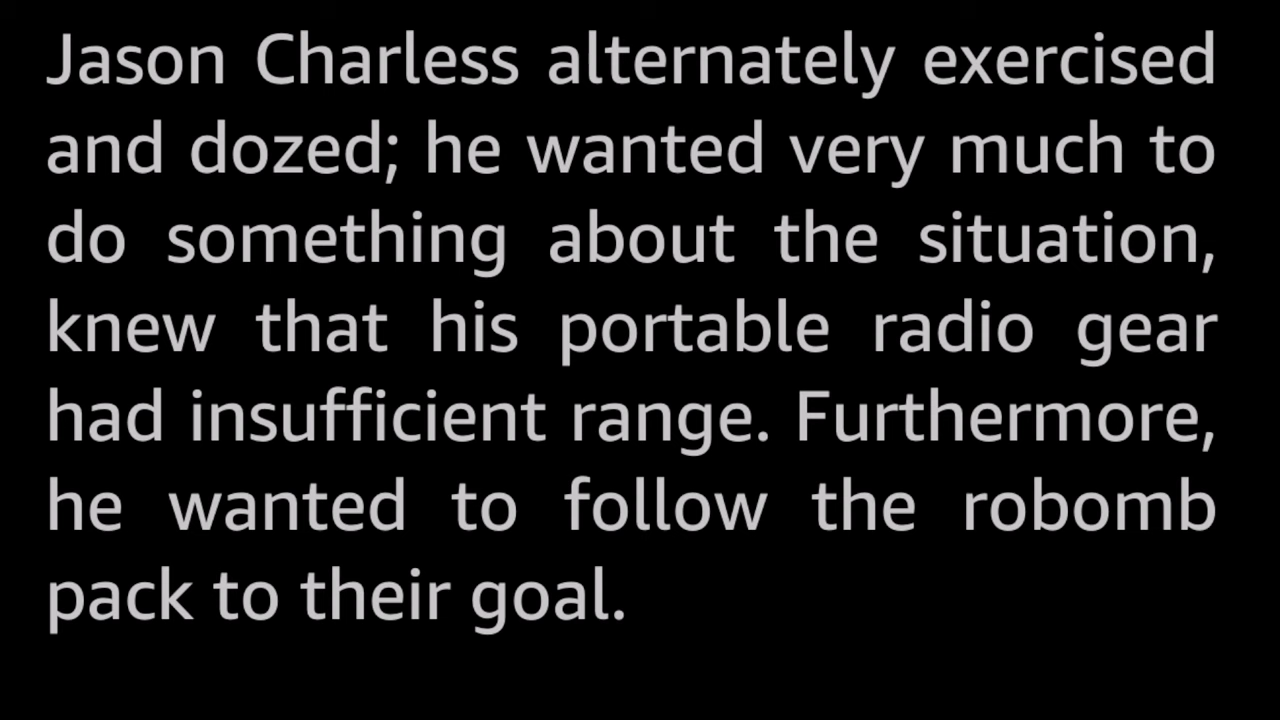 Jason Charless alternately exercised
and dozed; he wanted very much to
do something about the situation,
knew that his portable radio gear
had insufficient range. Furthermore,
he wanted to follow the robomb
pack to their goal.